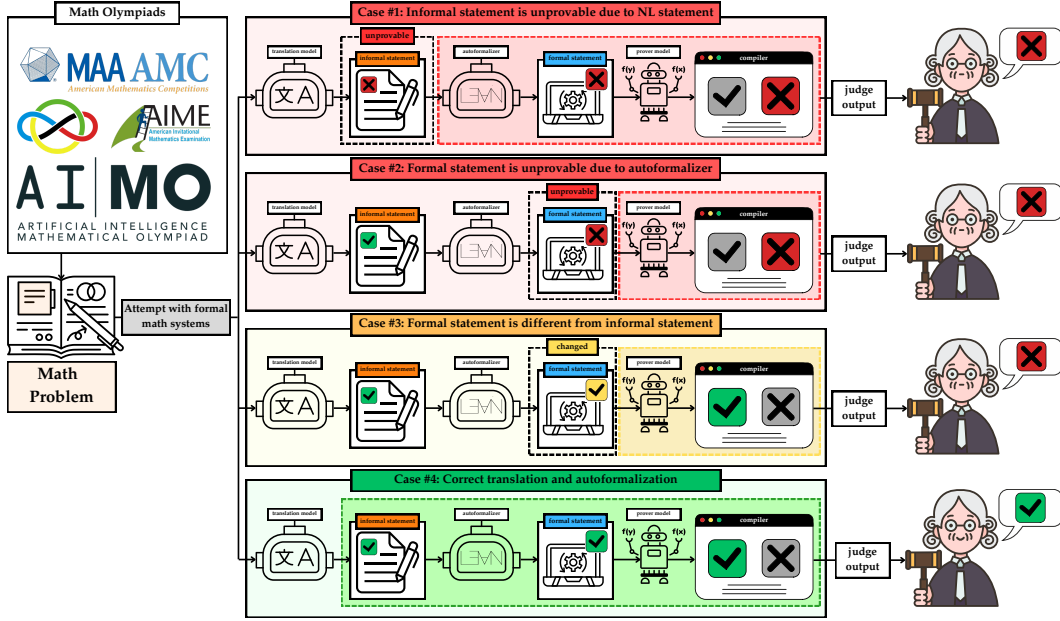 Math Olympiads
MAA AMC
American Mathematics Competitions
AIME
American Invitational
Mathematics Examination
AI MO
ARTIFICIAL INTELLIGENCE
MATHEMATICAL OLYMPIAD
Math
Problem
Attempt with formal
math systems
Case #1: Informal statement is unprovable due to NL statement
unprovable
translation model
informal statement
autoformalizer
formal statement
prover model
compiler
文A
LEAN
f(y) f(x)
judge
output
Case #2: Formal statement is unprovable due to autoformalizer
unprovable
translation model
informal statement
autoformalizer
formal statement
prover model
compiler
文A
LEAN
f(y) f(x)
judge
output
Case #3: Formal statement is different from informal statement
changed
translation model
informal statement
autoformalizer
formal statement
prover model
compiler
文A
LEAN
f(y) f(x)
judge
output
Case #4: Correct translation and autoformalization
translation model
informal statement
autoformalizer
formal statement
prover model
compiler
文A
LEAN
f(y) f(x)
judge
output